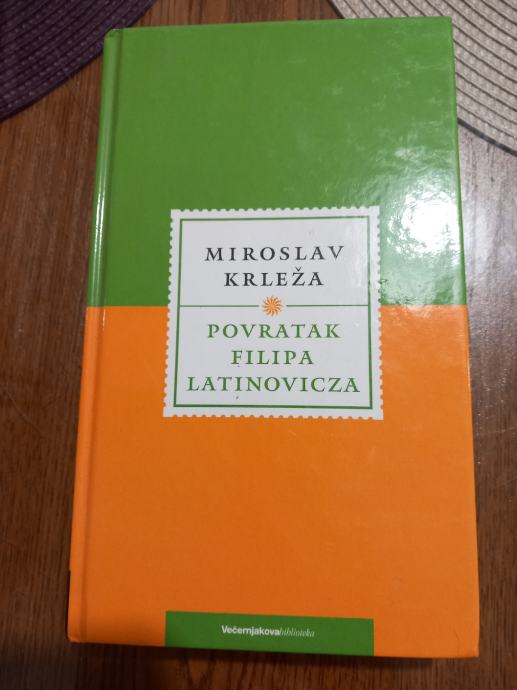 MIROSLAV
KRLEŽA
POVRATAK
FILIPA
LATINOVICZA
Večernjakovabiblioteka